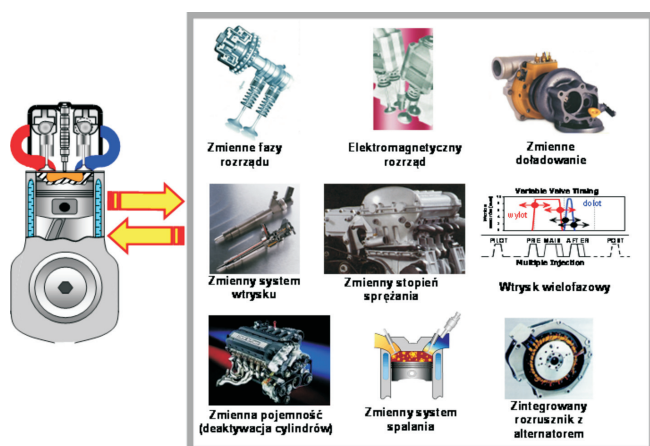 Zmienne fazy
rozrządu
Elektromagnetyczny
rozrząd
Zmienne
doładowanie
Variable Valve Timing
wylot
dolot
PILOT
PRE MAIN
AFTER
POST
Multiple Injection
Zmienny system
wtrysku
Zmienny stopień
sprężania
Wtrysk wielofazowy
Zmienna pojemność
(deaktywacja cylindrów)
Zmienny system
spalania
Zintegrowany
rozrusznik z
alternatorem